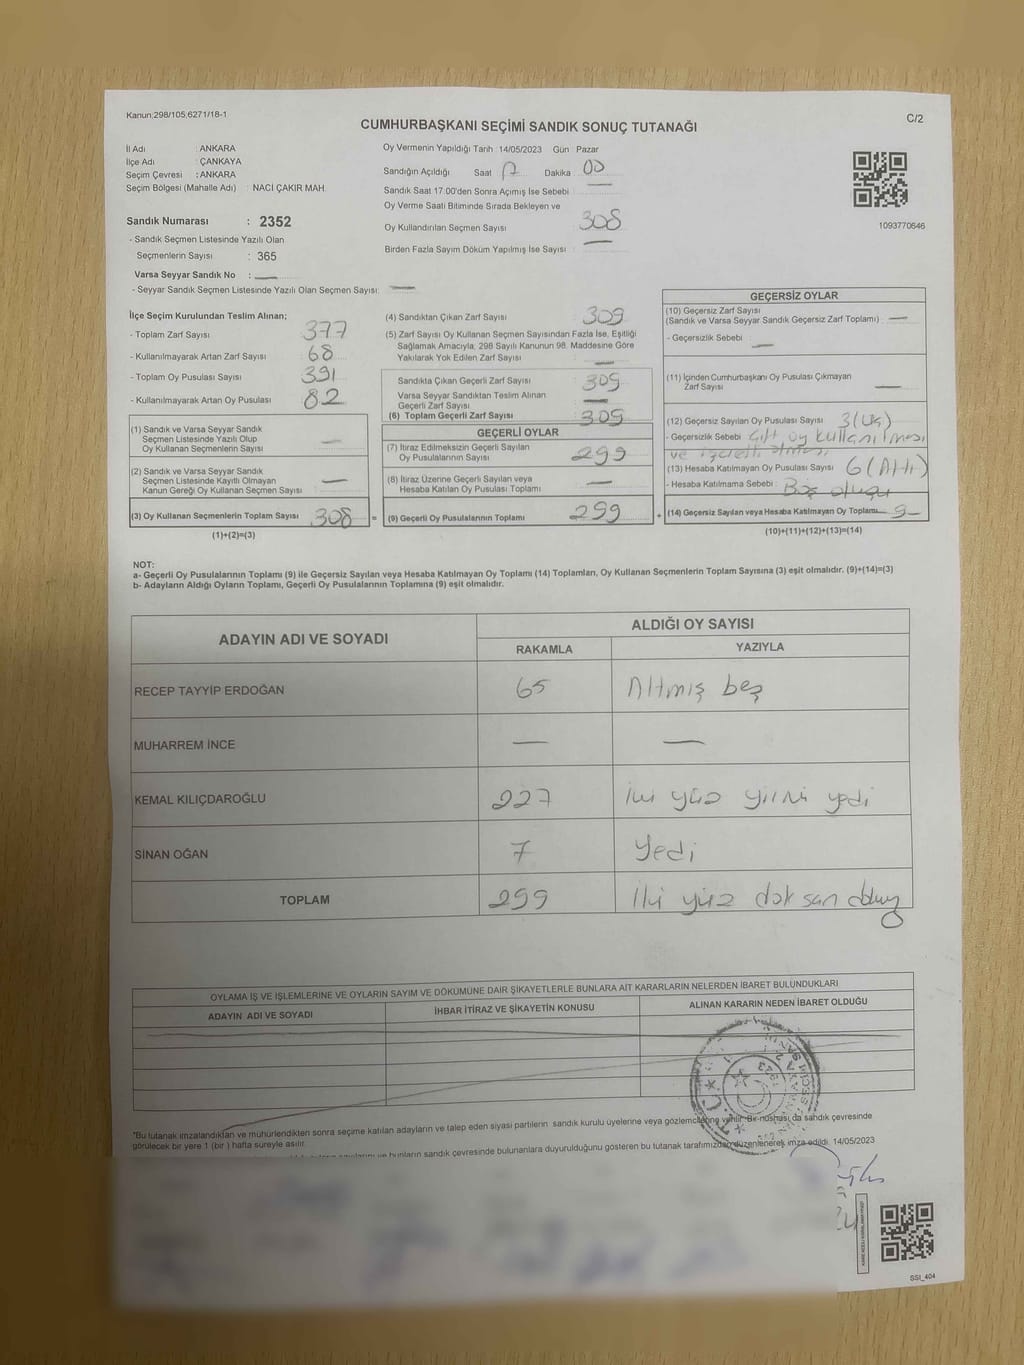 Kanun;298/105;6271/18-1
C/2
CUMHURBAŞKANI SEÇİMİ SANDIK SONUÇ TUTANAĞI
İl Adı : ANKARA
İlçe Adı : ÇANKAYA
Seçim Çevresi : ANKARA
Seçim Bölgesi (Mahalle Adı) : NACİ ÇAKIR MAH.
Sandık Numarası : 2352
- Sandık Seçmen Listesinde Yazılı Olan
Seçmenlerin Sayısı : 365
Varsa Seyyar Sandık No : —
- Seyyar Sandık Seçmen Listesinde Yazılı Olan Seçmen Sayısı: —
Oy Vermenin Yapıldığı Tarih 14/05/2023 Gün Pazar
Sandığın Açıldığı Saat 17 Dakika 00
Sandık Saat 17:00'den Sonra Açımış İse Sebebi —
Oy Verme Saati Bitiminde Sırada Bekleyen ve
Oy Kullandırılan Seçmen Sayısı : 308
Birden Fazla Sayım Döküm Yapılmış İse Sayısı : —
1093770646
İlçe Seçim Kurulundan Teslim Alınan;
- Toplam Zarf Sayısı : 377
- Kullanılmayarak Artan Zarf Sayısı : 68
- Toplam Oy Pusulası Sayısı : 391
- Kullanılmayarak Artan Oy Pusulası : 82
(1) Sandık ve Varsa Seyyar Sandık
Seçmen Listesinde Yazılı Olup
Oy Kullanan Seçmenlerin Sayısı : —
(2) Sandık ve Varsa Seyyar Sandık
Seçmen Listesinde Kayıtlı Olmayan
Kanun Gereği Oy Kullanan Seçmen Sayısı : —
(3) Oy Kullanan Seçmenlerin Toplam Sayısı : 308 =
(1)+(2)=(3)
(4) Sandıktan Çıkan Zarf Sayısı : 309
(5) Zarf Sayısı Oy Kullanan Seçmen Sayısından Fazla İse, Eşitliği
Sağlamak Amacıyla; 298 Sayılı Kanunun 98. Maddesine Göre
Yakılarak Yok Edilen Zarf Sayısı : —
Sandıkta Çıkan Geçerli Zarf Sayısı : 309
Varsa Seyyar Sandıktan Teslim Alınan
Geçerli Zarf Sayısı : —
(6) Toplam Geçerli Zarf Sayısı : 309
GEÇERLİ OYLAR
(7) İtiraz Edilmeksizin Geçerli Sayılan
Oy Pusulalarının Sayısı : 299
(8) İtiraz Üzerine Geçerli Sayılan veya
Hesaba Katılan Oy Pusulası Toplamı : —
(9) Geçerli Oy Pusulalarının Toplamı : 299 +
GEÇERSİZ OYLAR
(10) Geçersiz Zarf Sayısı
(Sandık ve Varsa Seyyar Sandık Geçersiz Zarf Toplamı) : —
- Geçersizlik Sebebi : —
(11) İçinden Cumhurbaşkanı Oy Pusulası Çıkmayan
Zarf Sayısı : —
(12) Geçersiz Sayılan Oy Pusulası Sayısı : 3 (Üç)
- Geçersizlik Sebebi : Çift oy kullanılması
ve olması
(13) Hesaba Katılmayan Oy Pusulası Sayısı : 6 (Altı)
- Hesaba Katılmama Sebebi : Boş oluşu
(14) Geçersiz Sayılan veya Hesaba Katılmayan Oy Toplamı : 9
(10)+(11)+(12)+(13)=(14)
NOT:
a- Geçerli Oy Pusulalarının Toplamı (9) ile Geçersiz Sayılan veya Hesaba Katılmayan Oy Toplamı (14) Toplamları, Oy Kullanan Seçmenlerin Toplam Sayısına (3) eşit olmalıdır. (9)+(14)=(3)
b- Adayların Aldığı Oyların Toplamı, Geçerli Oy Pusulalarının Toplamına (9) eşit olmalıdır.
ADAYIN ADI VE SOYADI
ALDIĞI OY SAYISI
RAKAMLA YAZIYLA
RECEP TAYYİP ERDOĞAN 65 Altmış beş
MUHARREM İNCE — —
KEMAL KILIÇDAROĞLU 227 iki yüz yirmi yedi
SİNAN OĞAN 7 Yedi
TOPLAM 299 İki yüz doksan dokuz
OYLAMA İŞ VE İŞLEMLERİNE VE OYLARIN SAYIM VE DÖKÜMÜNE DAİR ŞİKAYETLERLE BUNLARA AİT KARARLARIN NELERDEN İBARET BULUNDUKLARI
ADAYIN ADI VE SOYADI İHBAR İTİRAZ VE ŞİKAYETİN KONUSU ALINAN KARARIN NEDEN İBARET OLDUĞU
T.C.
*Bu tutanak imzalandıktan ve mühürlendikten sonra seçime katılan adayların ve talep eden siyasi partilerin sandık kurulu üyelerine veya gözlemcilerine verilir. Bir nüshası da sandık çevresinde
görülecek bir yere 1 (bir) hafta süreyle asılır.
ve bunların sandık çevresinde bulunanlara duyurulduğunu gösteren bu tutanak tarafımızdan düzenlenerek imza edildi. 14/05/2023
SSI_404